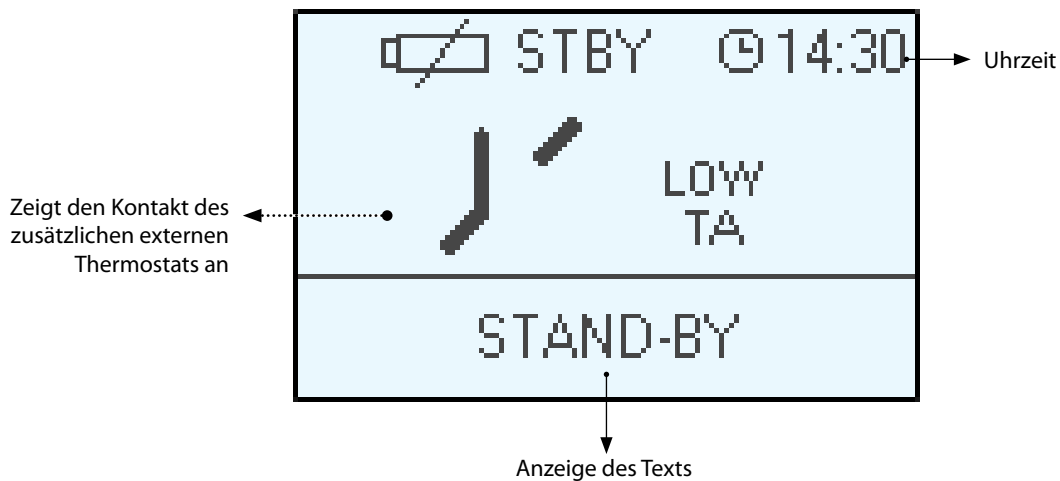 STBY 14:30
Uhrzeit
LOW
TA
Zeigt den Kontakt des
zusätzlichen externen
Thermostats an
STAND-BY
Anzeige des Texts